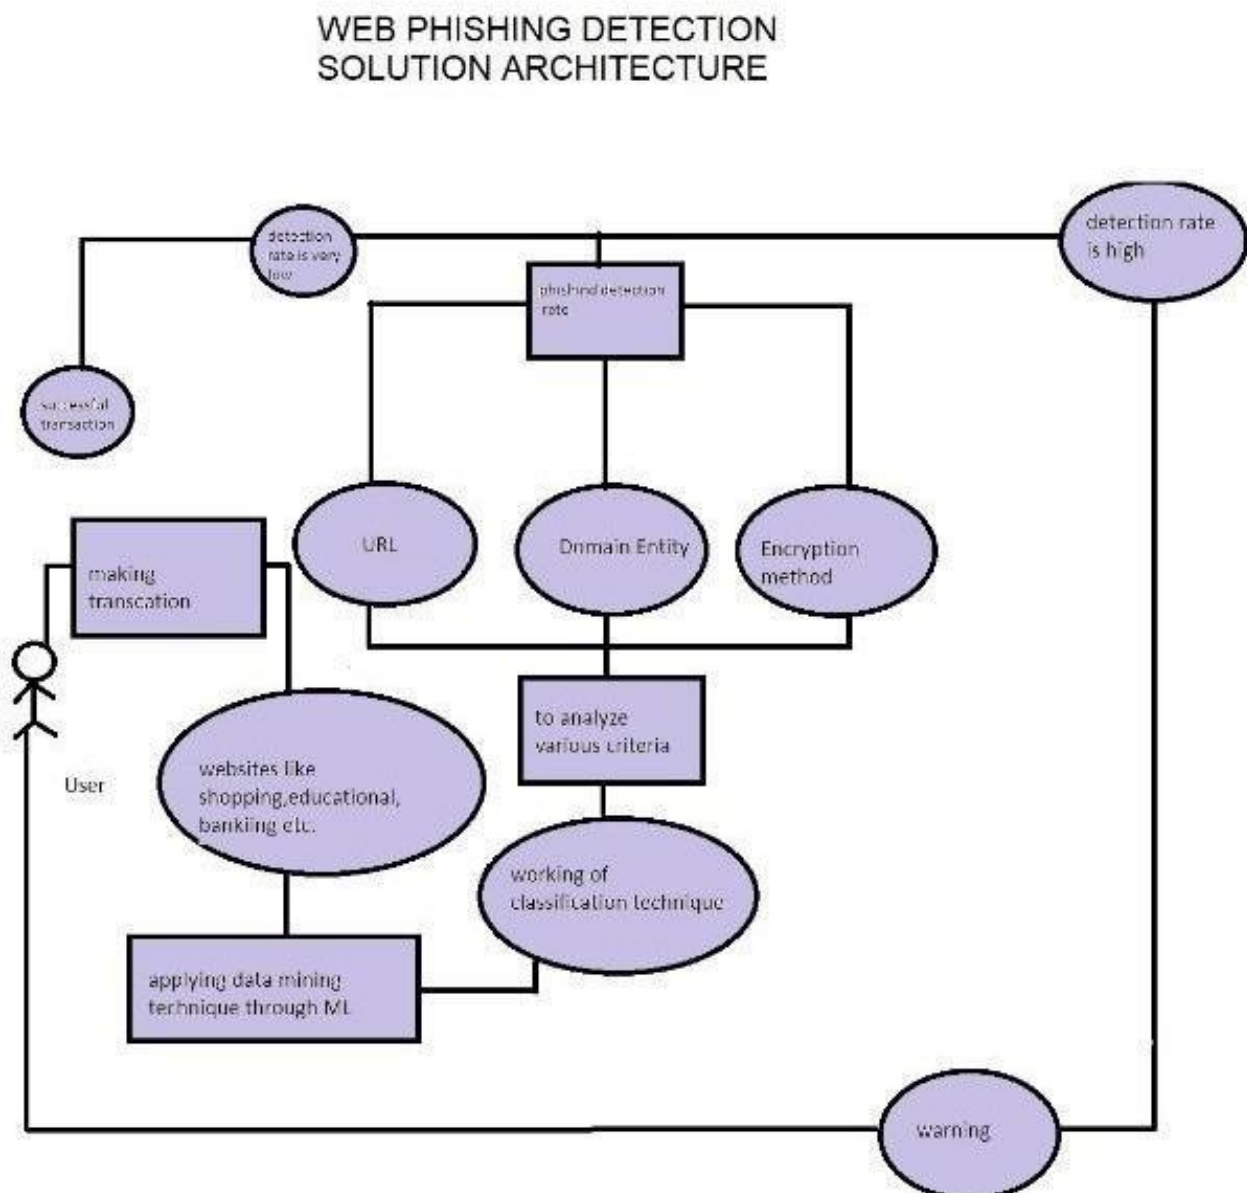 WEB PHISHING DETECTION
SOLUTION ARCHITECTURE
detection
rate is very
low
detection rate
is high
phishind detection
rate
successful
transaction
URL
Domain Entity
Encryption
method
making
transcation
to analyze
various criteria
websites like
shopping,educational,
bankiing etc.
User
working of
classification technique
applying data mining
technique through ML
warning